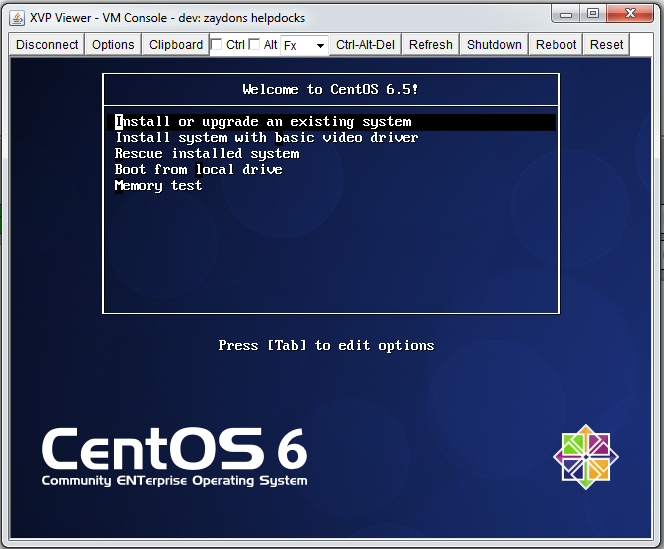 XVP Viewer - VM Console - dev: zaydons helpdocks
Disconnect Options Clipboard Ctrl Alt Fx Ctrl-Alt-Del Refresh Shutdown Reboot Reset
Welcome to CentOS 6.5!
Install or upgrade an existing system
Install system with basic video driver
Rescue installed system
Boot from local drive
Memory test
Press [Tab] to edit options
CentOS 6
Community ENTerprise Operating System